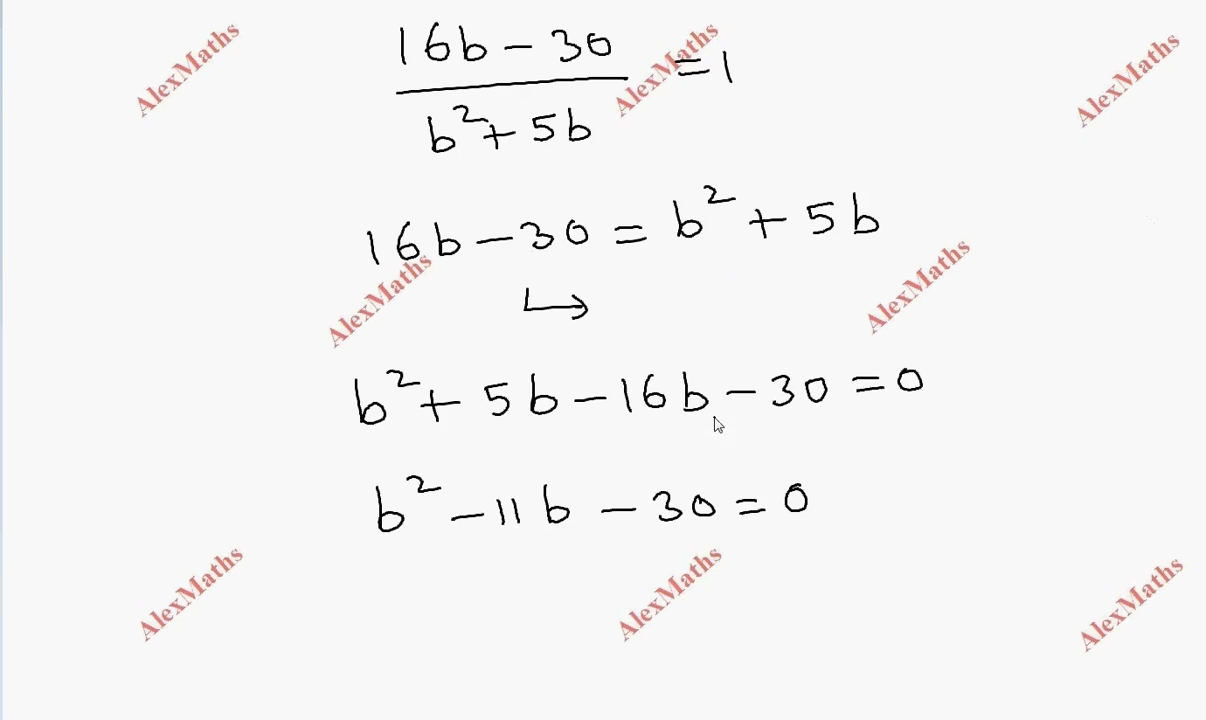 AlexMaths AlexMaths AlexMaths
16b - 30
――― = 1
b² + 5b
16b - 30 = b² + 5b
AlexMaths AlexMaths
↳
b² + 5b - 16b - 30 = 0
b² - 11b - 30 = 0
AlexMaths AlexMaths AlexMaths